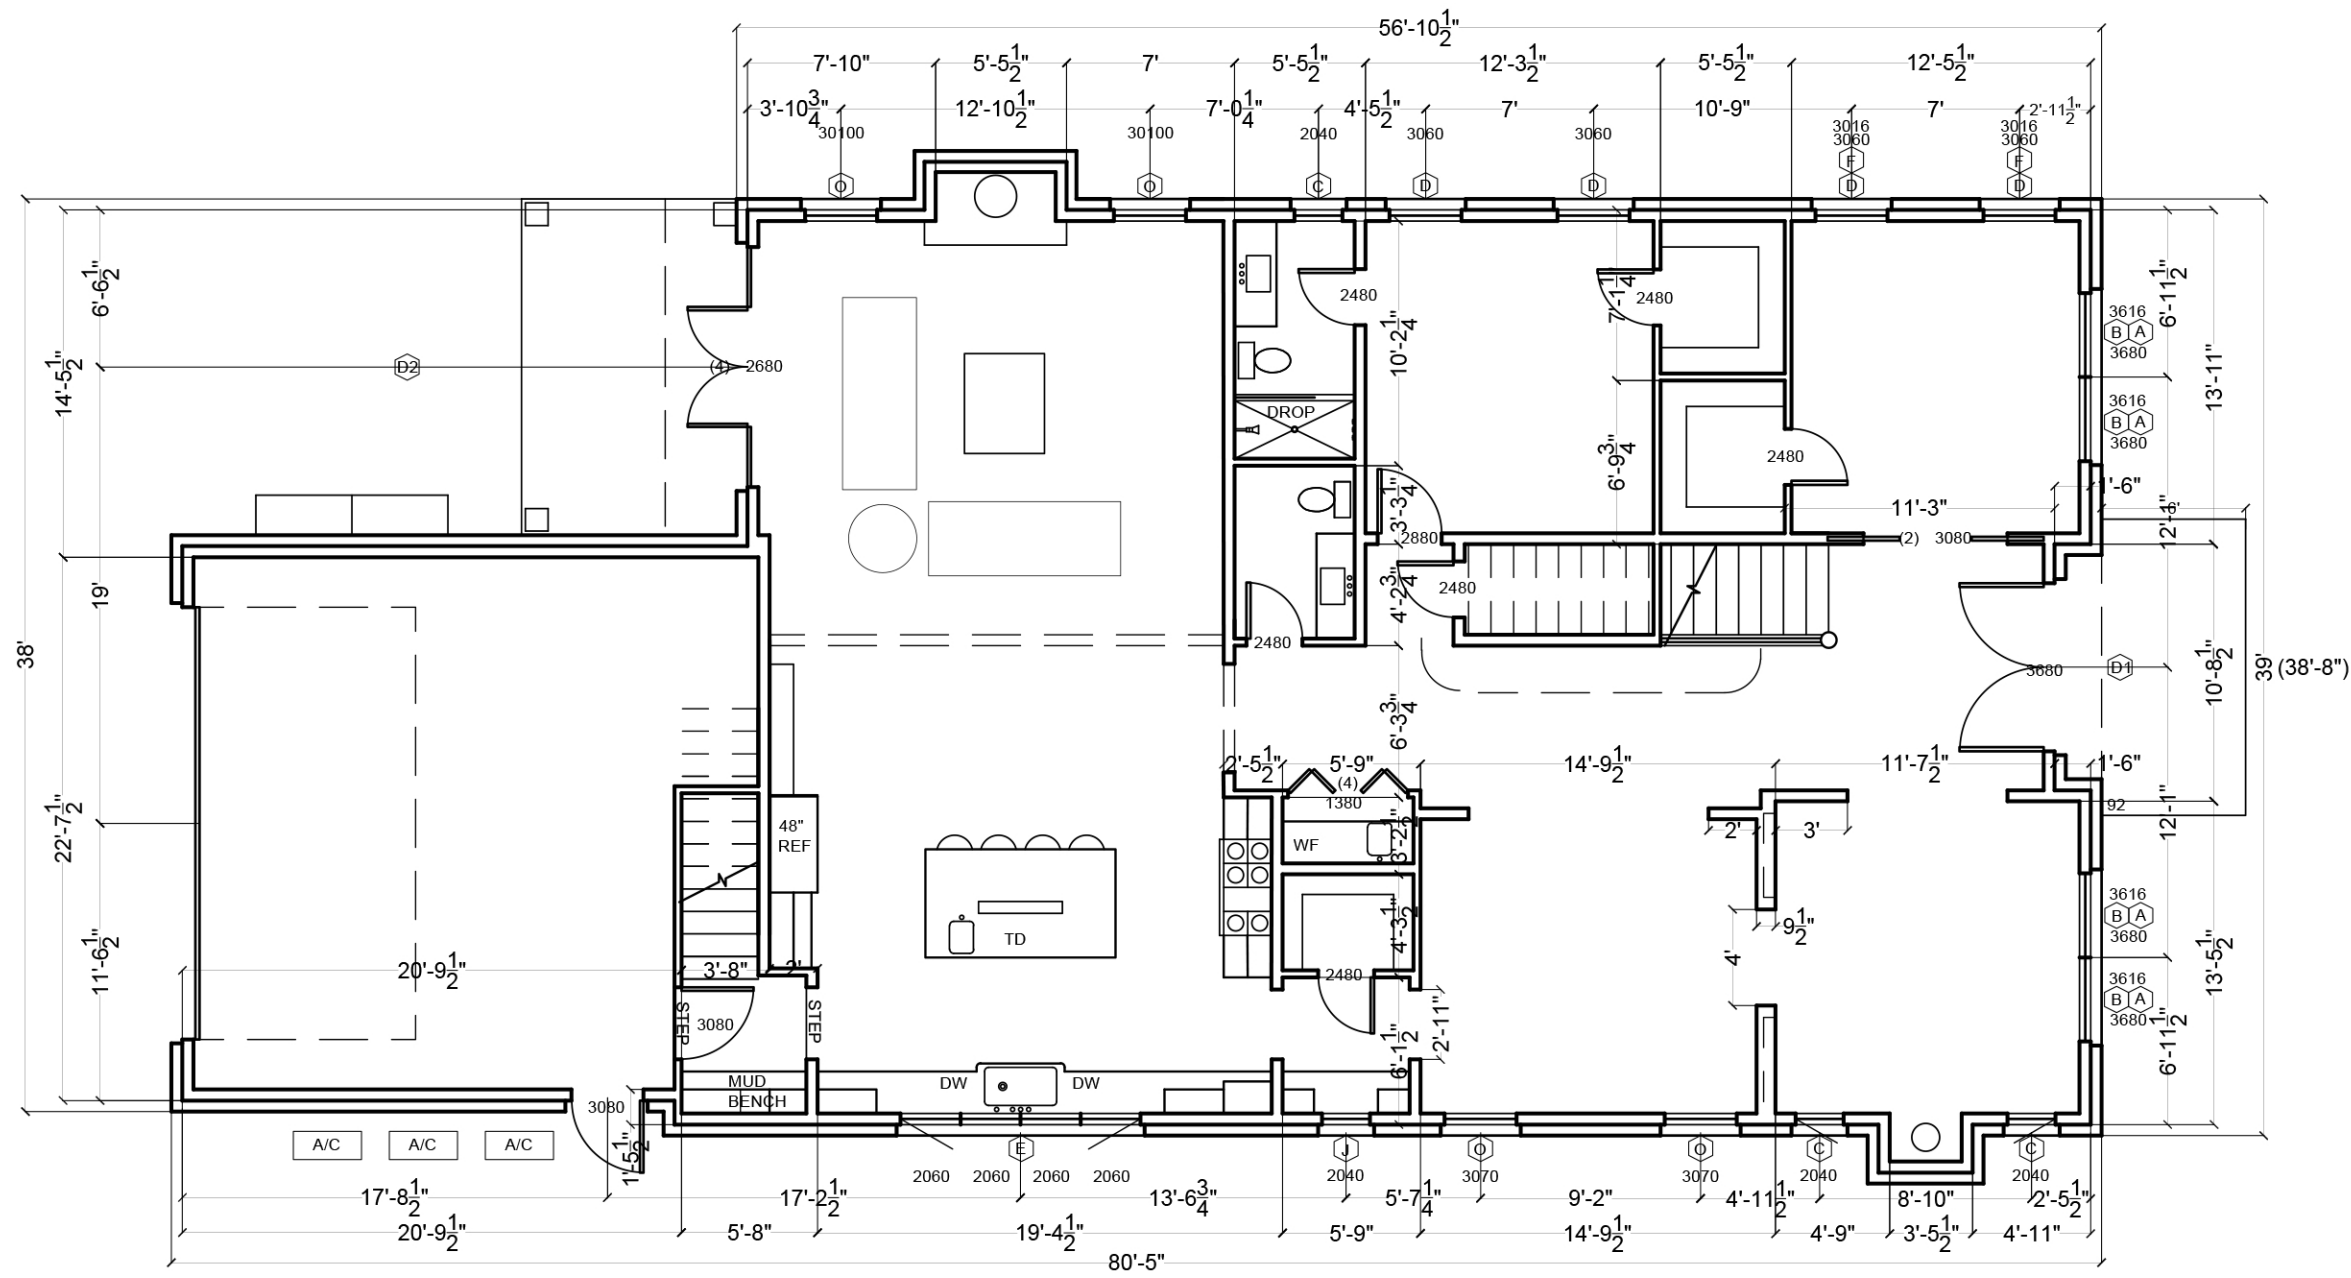 56'-10 1/2"
7'-10" 5'-5 1/2" 7' 5'-5 1/2" 12'-3 1/2" 5'-5 1/2" 12'-5 1/2"
3'-10 3/4" 12'-10 1/2" 7'-0 1/4" 4'-5 1/2" 7' 10'-9" 7' 2'-11 1/2"
30100 30100 2040 3060 3060 3016 3016
3060 3060
F F
O O C D D D D
6'-6 1/2" 2480 2480 7'-1 1/4" 6'-11 1/2"
3616
B A
3680
10'-2 1/4"
D2 (4) 2680
14'-5 1/2" 13'-11"
3616
B A
3680
DROP
2480
6'-9 3/4"
1'-6"
3'-3 1/4" 11'-3" 12'-1" 6'
2880 (2) 3080
19' 2480 4'-2 3/4"
2480
38' 3680 D1 10'-8 1/2" 39' (38'-8")
6'-3 3/4"
2'-5 1/2" 5'-9" 14'-9 1/2" 11'-7 1/2" 1'-6"
(4)
1380 92
22'-7 1/2" 48" REF WF 3'-2 1/2" 2' 3' 12'-1"
3616
B A
3680
9 1/2"
TD 4'-3 1/2" 4'
11'-6 1/2" 20'-9 1/2" 3'-8" 2' 2480 13'-5 1/2"
3616
B A
3680
STEP 3080 STEP 6'-1 1/2" 2'-11" 6'-11 1/2"
MUD DW DW
BENCH
3080
A/C A/C A/C 1'-5 1/2" E J O O C C
2060 2060 2060 2060 2040 3070 3070 2040 2040
17'-8 1/2" 17'-2 1/2" 13'-6 3/4" 5'-7 1/4" 9'-2" 4'-11 1/2" 8'-10" 2'-5 1/2"
20'-9 1/2" 5'-8" 19'-4 1/2" 5'-9" 14'-9 1/2" 4'-9" 3'-5 1/2" 4'-11"
80'-5"